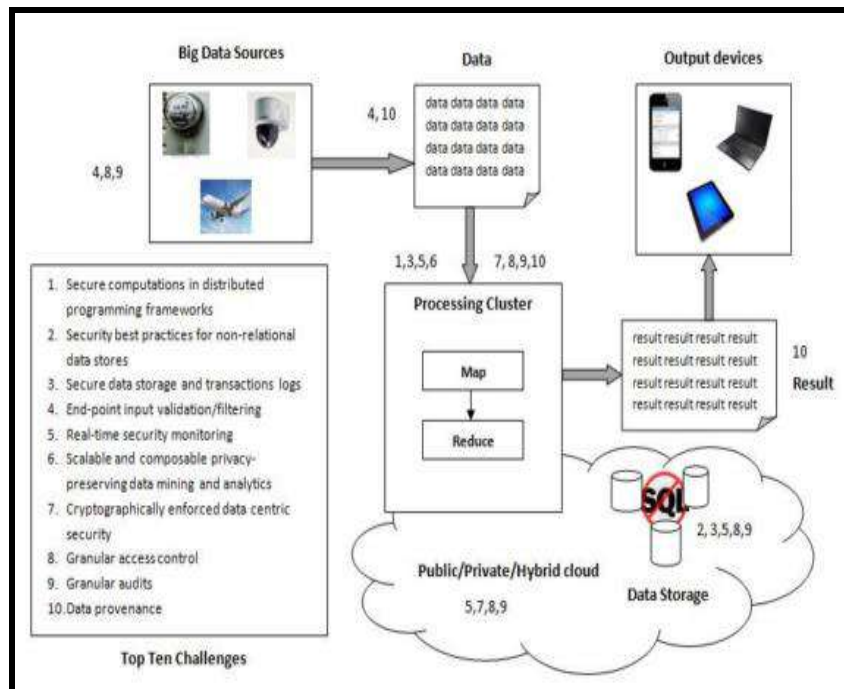 Big Data Sources
Data
Output devices
4,8,9
4, 10
data data data data
data data data data
data data data data
data data data data
1,3,5,6
7,8,9,10
Processing Cluster
Map
Reduce
result result result result
result result result result
result result result result
result result result result
10
Result
1. Secure computations in distributed
programming frameworks
2. Security best practices for non-relational
data stores
3. Secure data storage and transactions logs
4. End-point input validation/filtering
5. Real-time security monitoring
6. Scalable and composable privacy-
preserving data mining and analytics
7. Cryptographically enforced data centric
security
8. Granular access control
9. Granular audits
10. Data provenance
Top Ten Challenges
SQL
2, 3,5,8,9
Public/Private/Hybrid cloud
5,7,8,9
Data Storage